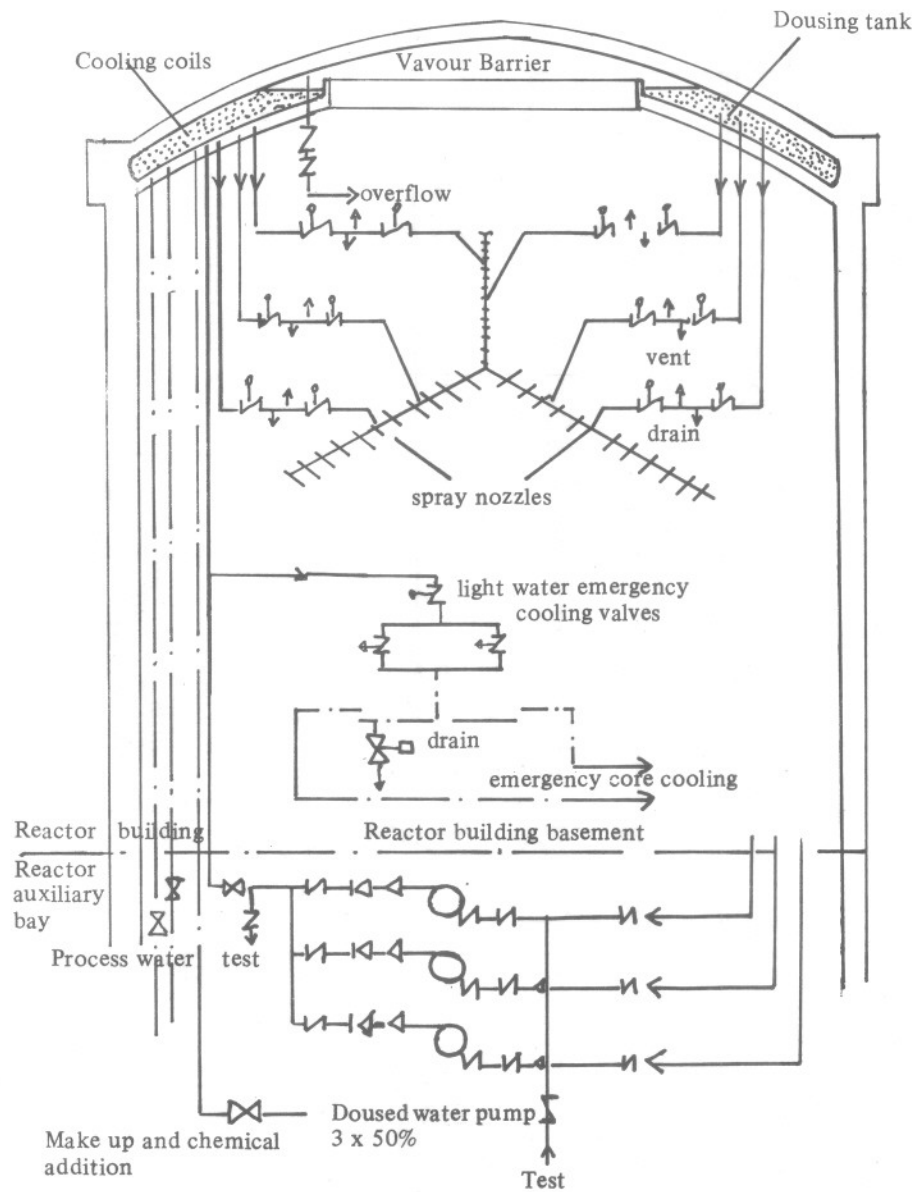 Dousing tank
Cooling coils
Vavour Barrier
overflow
vent
drain
spray nozzles
light water emergency
cooling valves
drain
emergency core cooling
Reactor building
Reactor building basement
Reactor
auxiliary
bay
Process water
test
Doused water pump
3 x 50%
Make up and chemical
addition
Test